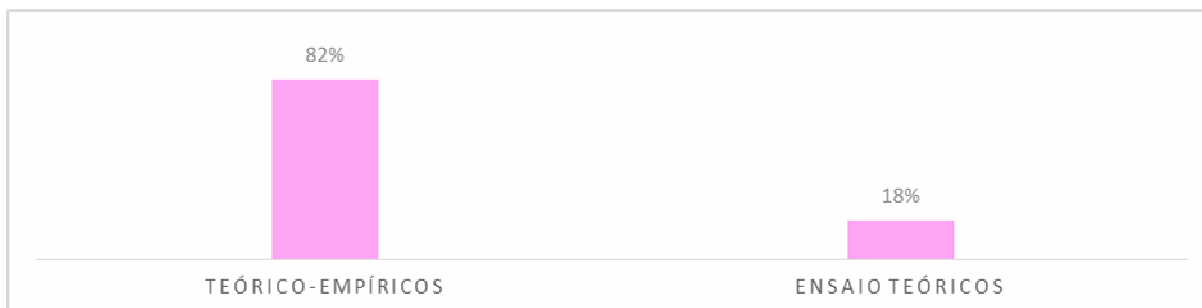 82%
18%
TEÓRICO-EMPÍRICOS
ENSAIO TEÓRICOS